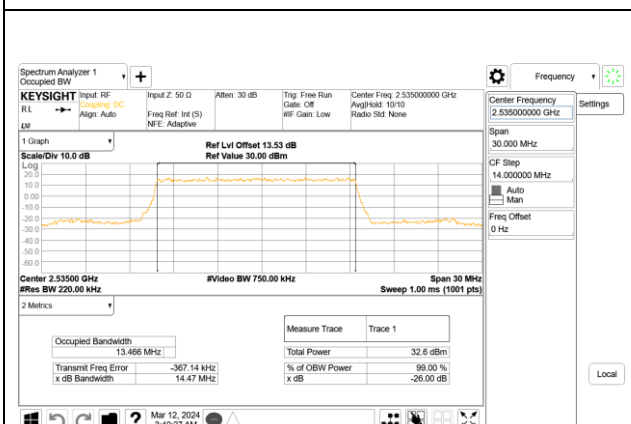 Spectrum Analyzer 1
Occupied BW
Frequency
KEYSIGHT
RL
Input: RF
Coupling: DC
Align: Auto
Input Z: 50 Ω
Freq Ref: Int (S)
NFE: Adaptive
Atten: 30 dB
Trig: Free Run
Gate: Off
#IF Gain: Low
Center Freq: 2.535000000 GHz
Avg|Hold: 10/10
Radio Std: None
Center Frequency
2.535000000 GHz
Settings
Span
30.000 MHz
CF Step
14.000000 MHz
Auto
Man
Freq Offset
0 Hz
Local
1 Graph
Scale/Div 10.0 dB
Ref Lvl Offset 13.53 dB
Ref Value 30.00 dBm
Log
20.0
10.0
0.00
-10.0
-20.0
-30.0
-40.0
-50.0
-60.0
Center 2.53500 GHz
#Res BW 220.00 kHz
#Video BW 750.00 kHz
Span 30 MHz
Sweep 1.00 ms (1001 pts)
2 Metrics
Occupied Bandwidth
13.466 MHz
Transmit Freq Error -367.14 kHz
x dB Bandwidth 14.47 MHz
Measure Trace Trace 1
Total Power 32.6 dBm
% of OBW Power 99.00 %
x dB -26.00 dB
?
Mar 12, 2024